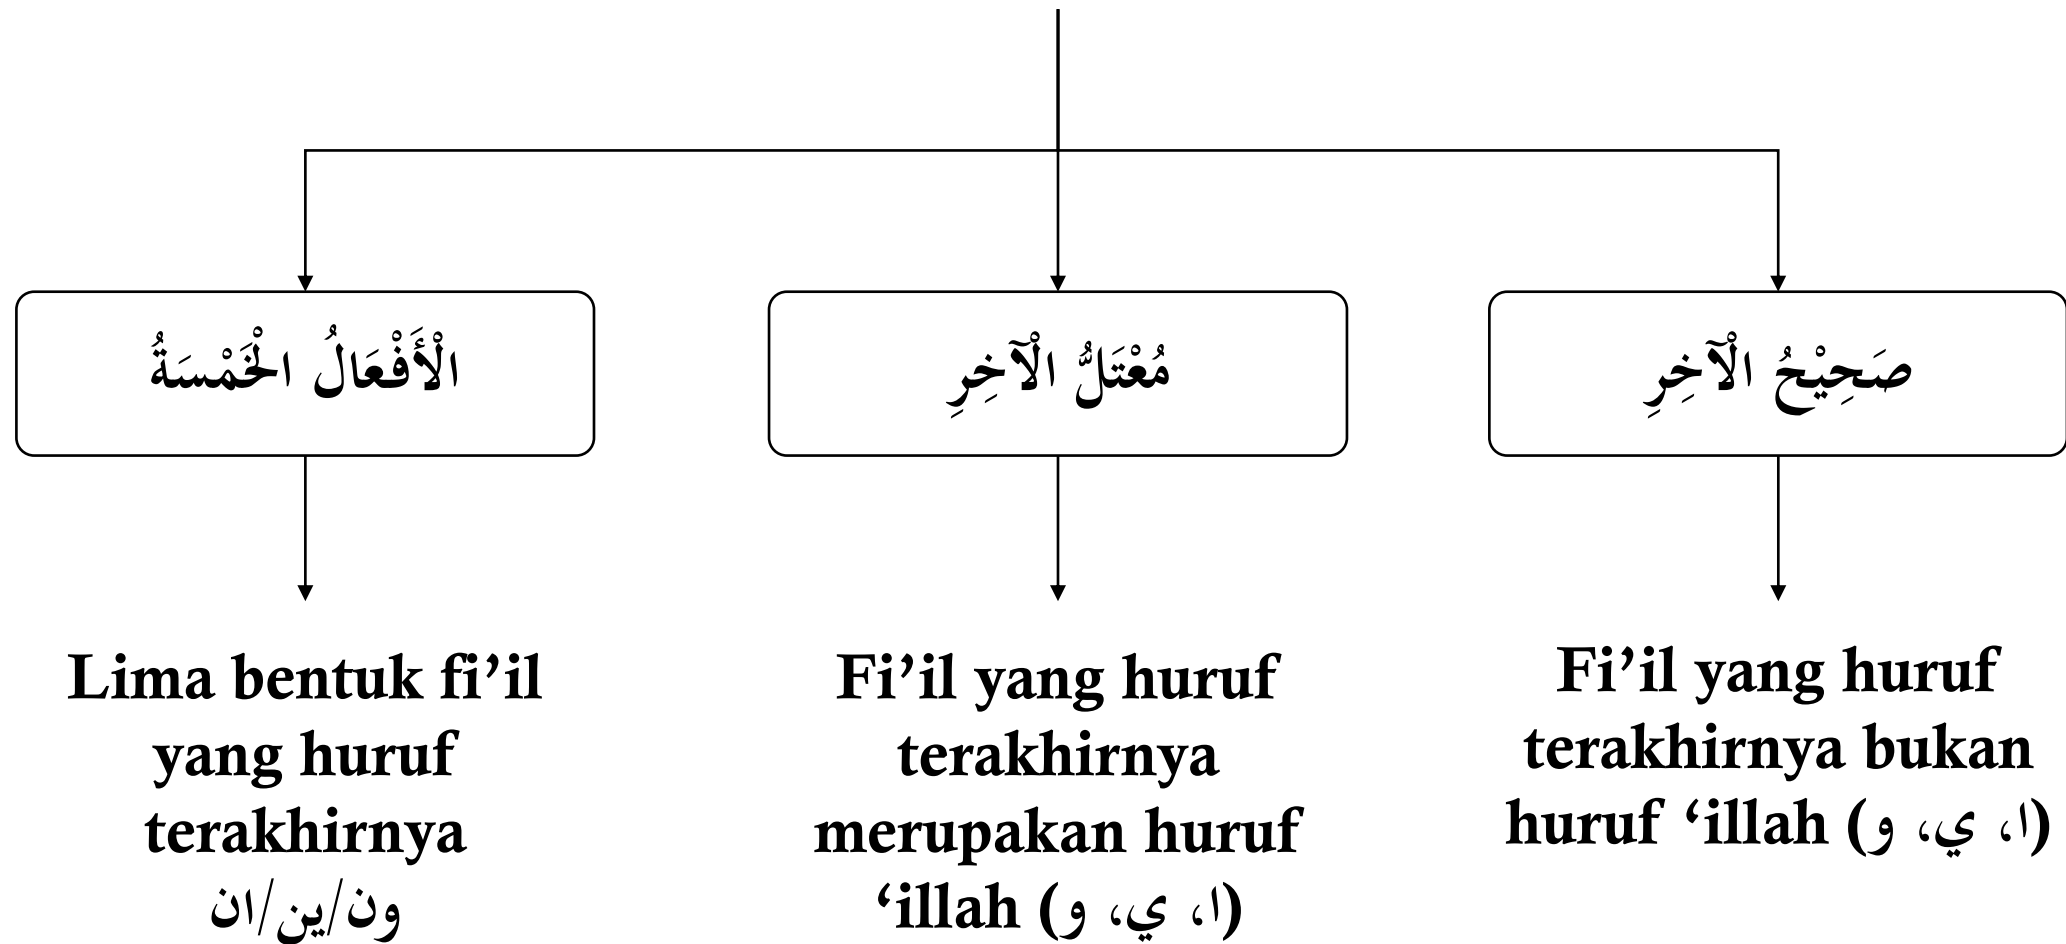 الْأَفْعَالُ الْخَمْسَةُ
مُعْتَلُّ الْآخِرِ
صَحِيْحُ الْآخِرِ
Lima bentuk fi’il
yang huruf
terakhirnya
ون/ين/ان
Fi’il yang huruf
terakhirnya
merupakan huruf
‘illah (ا، ي، و)
Fi’il yang huruf
terakhirnya bukan
huruf ‘illah (ا، ي، و)